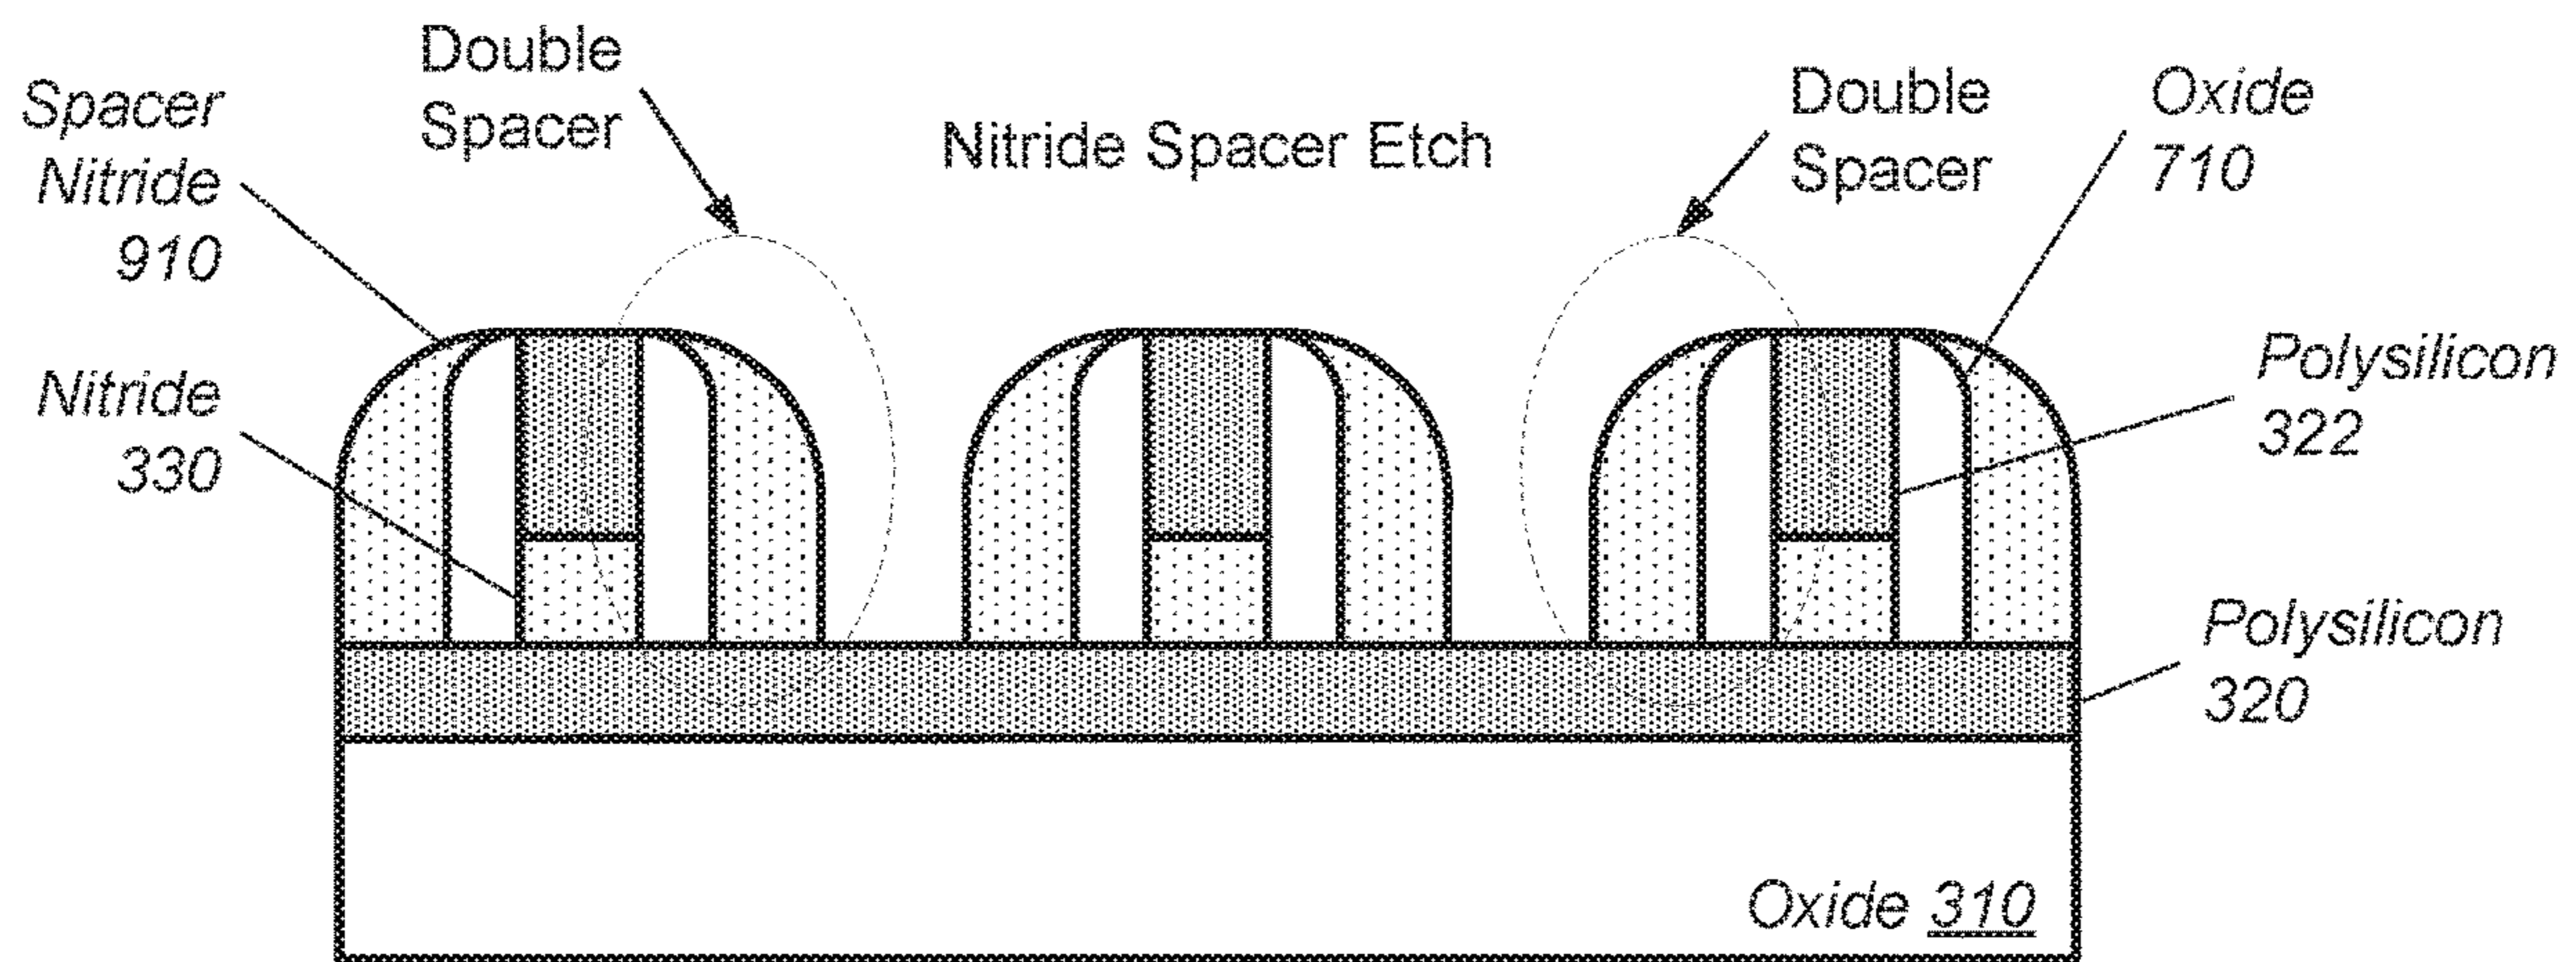 Spacer
Nitride
910
Double
Spacer
Nitride Spacer Etch
Double
Spacer
Oxide
710
Nitride
330
Polysilicon
322
Polysilicon
320
Oxide 310